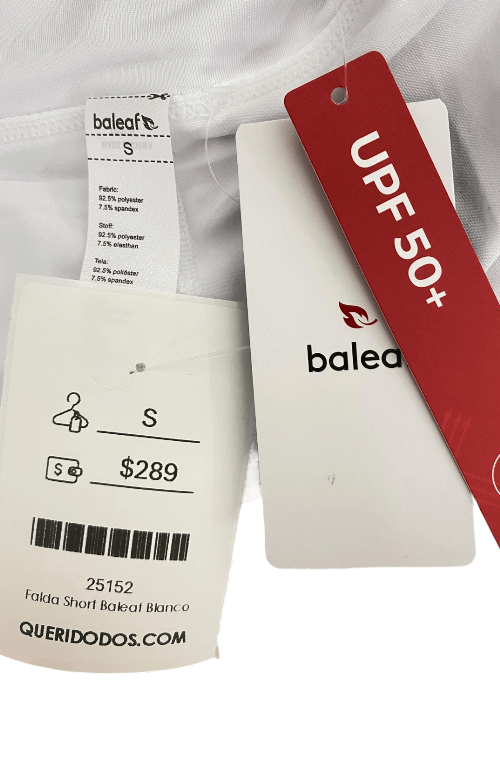 baleaf
S
Fabric:
92.5% polyester
7.5% spandex
Stoff:
92.5% polyester
7.5% elasthan
Tela:
92.5% poliéster
7.5% spandex
UPF 50+
balea
S
$
$289
25152
Falda Short Baleaf Blanco
QUERIDODOS.COM